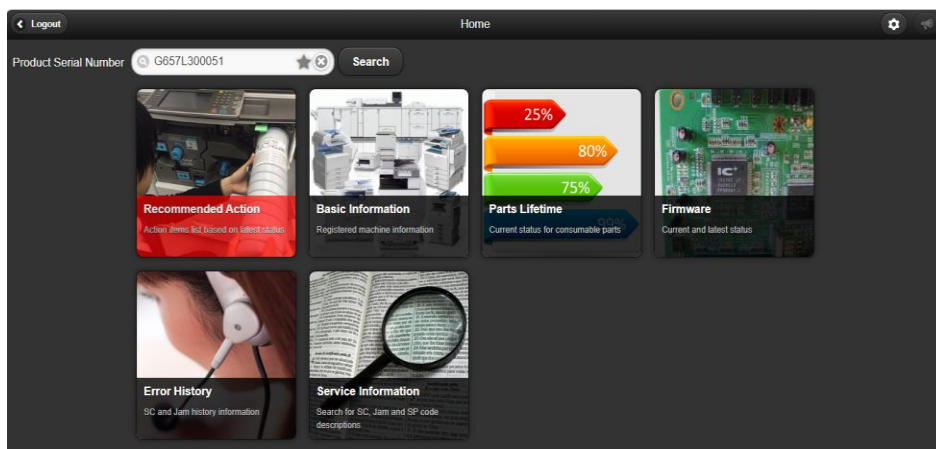 Logout
Home
Product Serial Number
G657L300051
Search
25%
80%
75%
99%
Recommended Action
Action items list based on latest status
Basic Information
Registered machine information
Parts Lifetime
Current status for consumable parts
Firmware
Current and latest status
Error History
SC and Jam history information
Service Information
Search for SC, Jam and SP code
descriptions